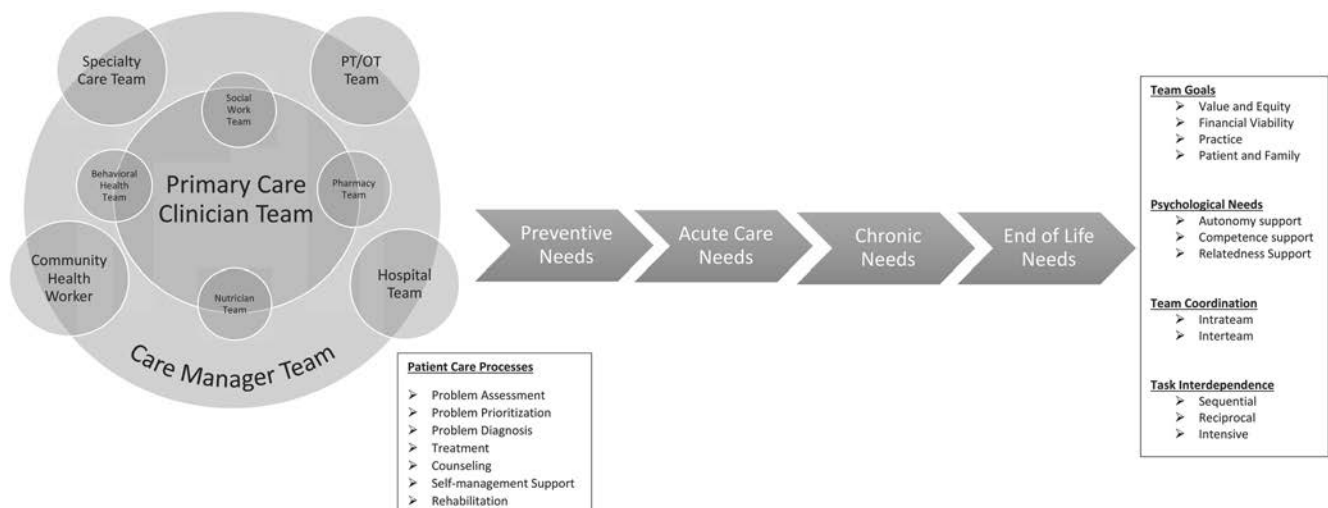 Specialty
Care Team
PT/OT
Team
Social
Work
Team
Behavioral
Health
Team
Primary Care
Clinician Team
Pharmacy
Team
Community
Health
Worker
Nutrician
Team
Hospital
Team
Care Manager Team
Patient Care Processes
➢ Problem Assessment
➢ Problem Prioritization
➢ Problem Diagnosis
➢ Treatment
➢ Counseling
➢ Self-management Support
➢ Rehabilitation
Preventive
Needs
Acute Care
Needs
Chronic
Needs
End of Life
Needs
Team Goals
➢ Value and Equity
➢ Financial Viability
➢ Practice
➢ Patient and Family
Psychological Needs
➢ Autonomy support
➢ Competence support
➢ Relatedness Support
Team Coordination
➢ Intrateam
➢ Interteam
Task Interdependence
➢ Sequential
➢ Reciprocal
➢ Intensive